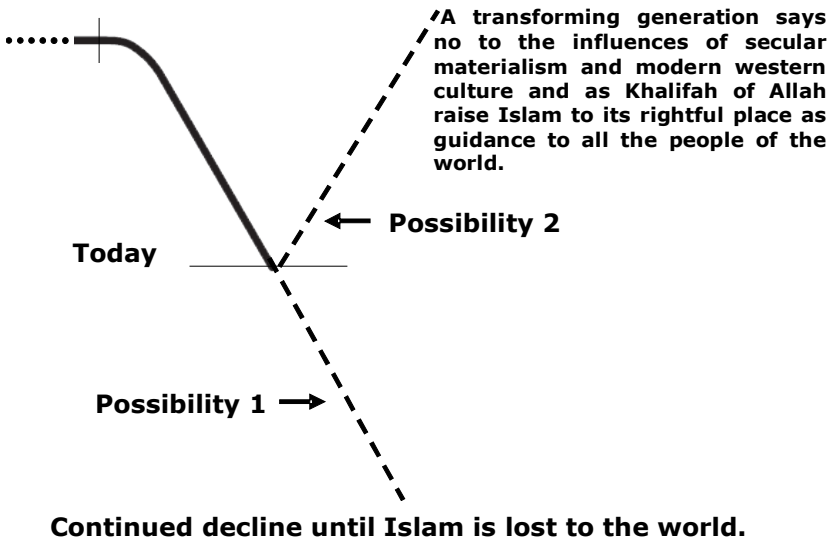 A transforming generation says
no to the influences of secular
materialism and modern western
culture and as Khalifah of Allah
raise Islam to its rightful place as
guidance to all the people of the
world.
Possibility 2
Today
Possibility 1
Continued decline until Islam is lost to the world.